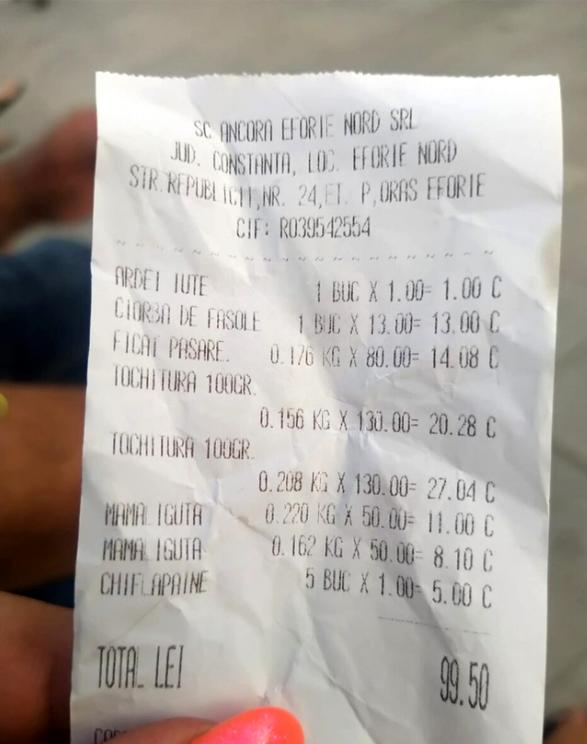 SC ANCORA EFORIE NORD SRL
JUD. CONSTANTA, LOC. EFORIE NORD
STR.REPUBLICII,NR. 24,ET. P,ORAS EFORIE
CIF: RO39542554
ARDEI IUTE 1 BUC X 1.00= 1.00 C
CIORBA DE FASOLE 1 BUC X 13.00= 13.00 C
FICAT PASARE. 0.176 KG X 80.00= 14.08 C
TOCHITURA 100GR.
0.156 KG X 130.00= 20.28 C
TOCHITURA 100GR.
0.208 KG X 130.00= 27.04 C
MAMALIGUTA 0.220 KG X 50.00= 11.00 C
MAMALIGUTA 0.162 KG X 50.00= 8.10 C
CHIFLAPAINE 5 BUC X 1.00= 5.00 C
TOTAL LEI 99.50